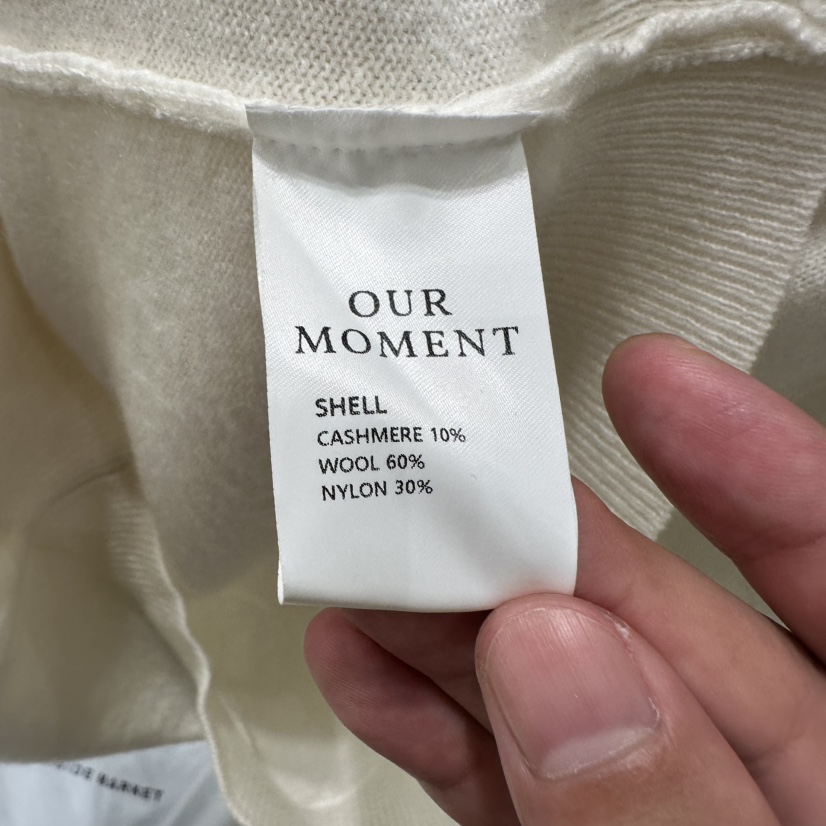 OUR
MOMENT
SHELL
CASHMERE 10%
WOOL 60%
NYLON 30%